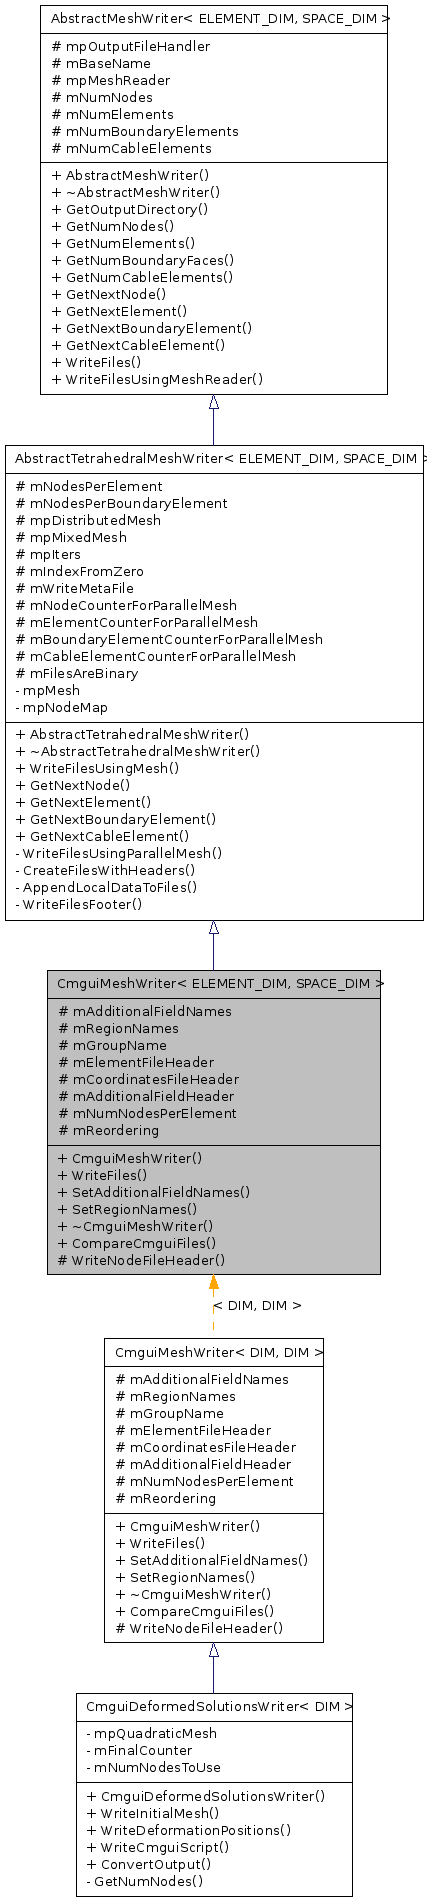 AbstractMeshWriter< ELEMENT_DIM, SPACE_DIM >
# mpOutputFileHandler
# mBaseName
# mpMeshReader
# mNumNodes
# mNumElements
# mNumBoundaryElements
# mNumCableElements
+ AbstractMeshWriter()
+ ~AbstractMeshWriter()
+ GetOutputDirectory()
+ GetNumNodes()
+ GetNumElements()
+ GetNumBoundaryFaces()
+ GetNumCableElements()
+ GetNextNode()
+ GetNextElement()
+ GetNextBoundaryElement()
+ GetNextCableElement()
+ WriteFiles()
+ WriteFilesUsingMeshReader()
AbstractTetrahedralMeshWriter< ELEMENT_DIM, SPACE_DIM >
# mNodesPerElement
# mNodesPerBoundaryElement
# mpDistributedMesh
# mpMixedMesh
# mpIters
# mIndexFromZero
# mWriteMetaFile
# mNodeCounterForParallelMesh
# mElementCounterForParallelMesh
# mBoundaryElementCounterForParallelMesh
# mCableElementCounterForParallelMesh
# mFilesAreBinary
- mpMesh
- mpNodeMap
+ AbstractTetrahedralMeshWriter()
+ ~AbstractTetrahedralMeshWriter()
+ WriteFilesUsingMesh()
+ GetNextNode()
+ GetNextElement()
+ GetNextBoundaryElement()
+ GetNextCableElement()
- WriteFilesUsingParallelMesh()
- CreateFilesWithHeaders()
- AppendLocalDataToFiles()
- WriteFilesFooter()
CmguiMeshWriter< ELEMENT_DIM, SPACE_DIM >
# mAdditionalFieldNames
# mRegionNames
# mGroupName
# mElementFileHeader
# mCoordinatesFileHeader
# mAdditionalFieldHeader
# mNumNodesPerElement
# mReordering
+ CmguiMeshWriter()
+ WriteFiles()
+ SetAdditionalFieldNames()
+ SetRegionNames()
+ ~CmguiMeshWriter()
+ CompareCmguiFiles()
# WriteNodeFileHeader()
< DIM, DIM >
CmguiMeshWriter< DIM, DIM >
# mAdditionalFieldNames
# mRegionNames
# mGroupName
# mElementFileHeader
# mCoordinatesFileHeader
# mAdditionalFieldHeader
# mNumNodesPerElement
# mReordering
+ CmguiMeshWriter()
+ WriteFiles()
+ SetAdditionalFieldNames()
+ SetRegionNames()
+ ~CmguiMeshWriter()
+ CompareCmguiFiles()
# WriteNodeFileHeader()
CmguiDeformedSolutionsWriter< DIM >
- mpQuadraticMesh
- mFinalCounter
- mNumNodesToUse
+ CmguiDeformedSolutionsWriter()
+ WriteInitialMesh()
+ WriteDeformationPositions()
+ WriteCmguiScript()
+ ConvertOutput()
- GetNumNodes()